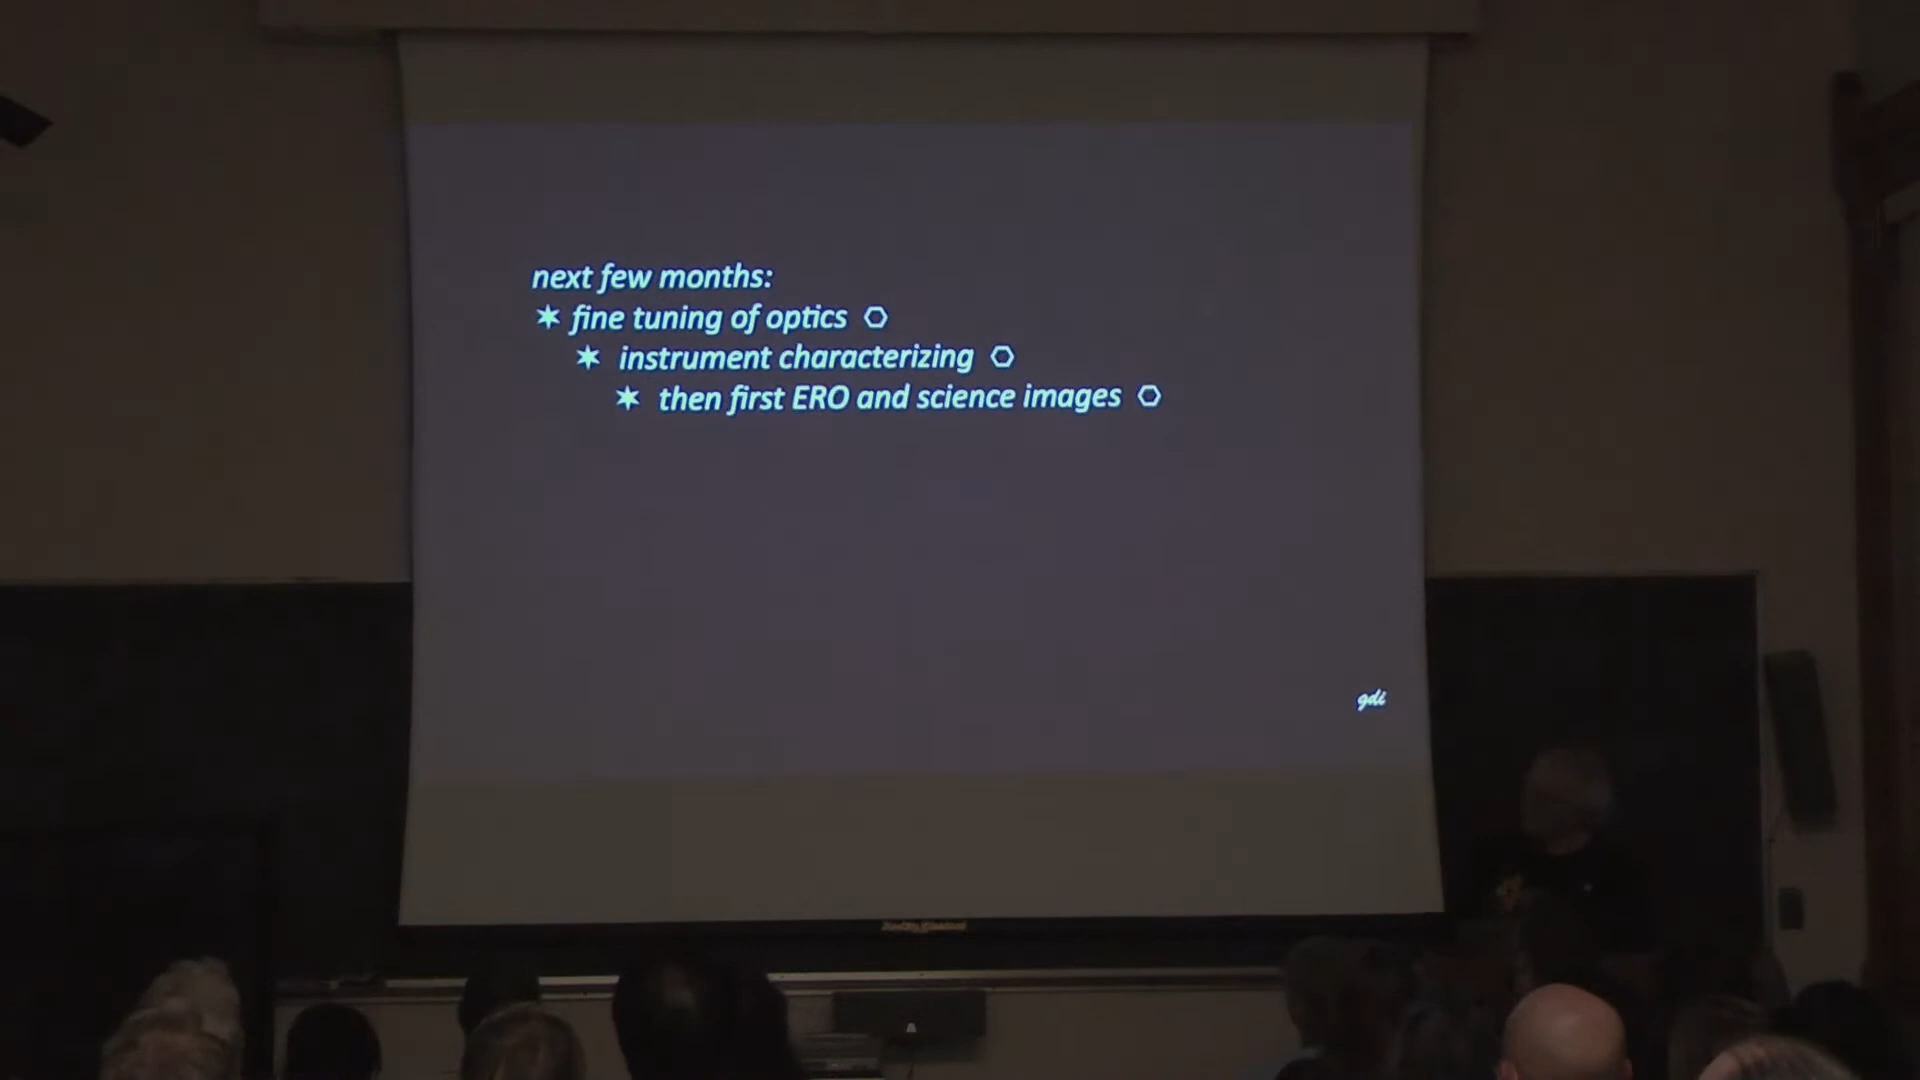 next few months:
✶ fine tuning of optics ⬡
✶ instrument characterizing ⬡
✶ then first ERO and science images ⬡
gdi